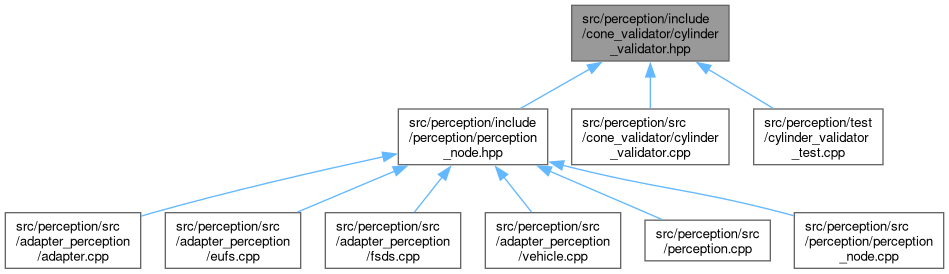 src/perception/include
/cone_validator/cylinder
_validator.hpp
src/perception/include
/perception/perception
_node.hpp
src/perception/src
/cone_validator/cylinder
_validator.cpp
src/perception/test
/cylinder_validator
_test.cpp
src/perception/src
/adapter_perception
/adapter.cpp
src/perception/src
/adapter_perception
/eufs.cpp
src/perception/src
/adapter_perception
/fsds.cpp
src/perception/src
/adapter_perception
/vehicle.cpp
src/perception/src
/perception.cpp
src/perception/src
/perception/perception
_node.cpp